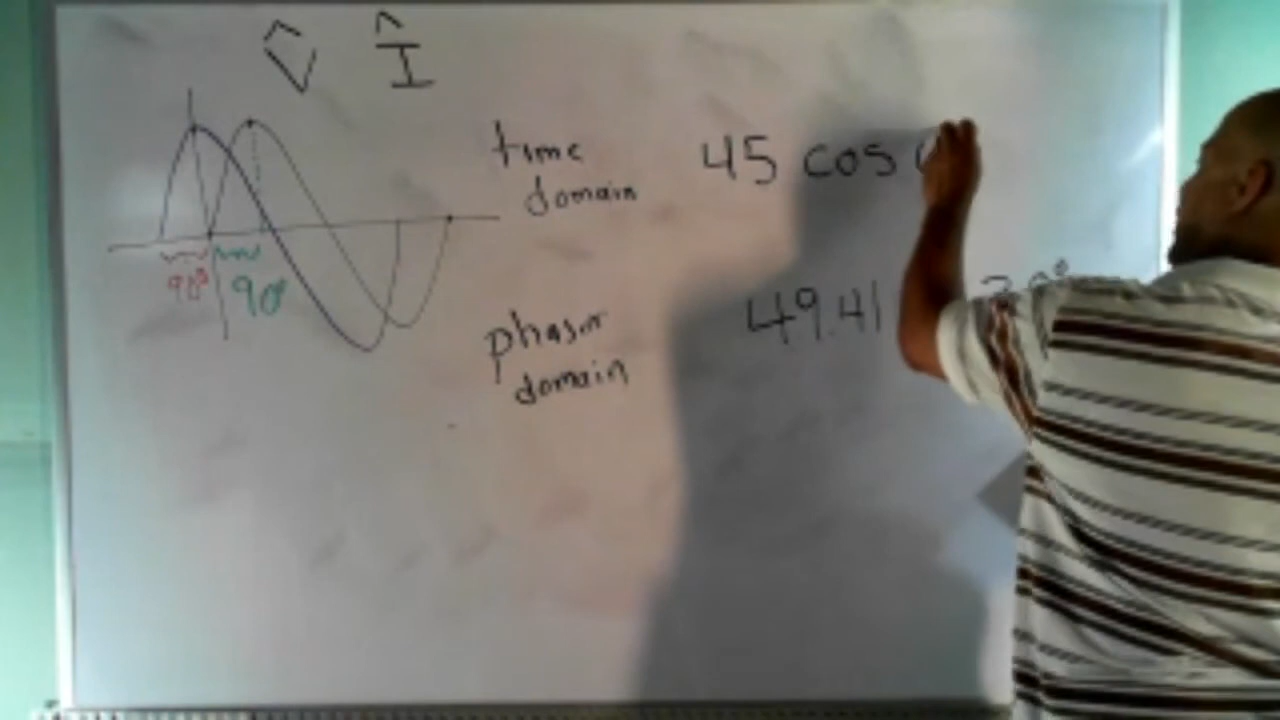 V̂ Î
time
domain
45 cos (
90° 90°
phasor
domain
49.41